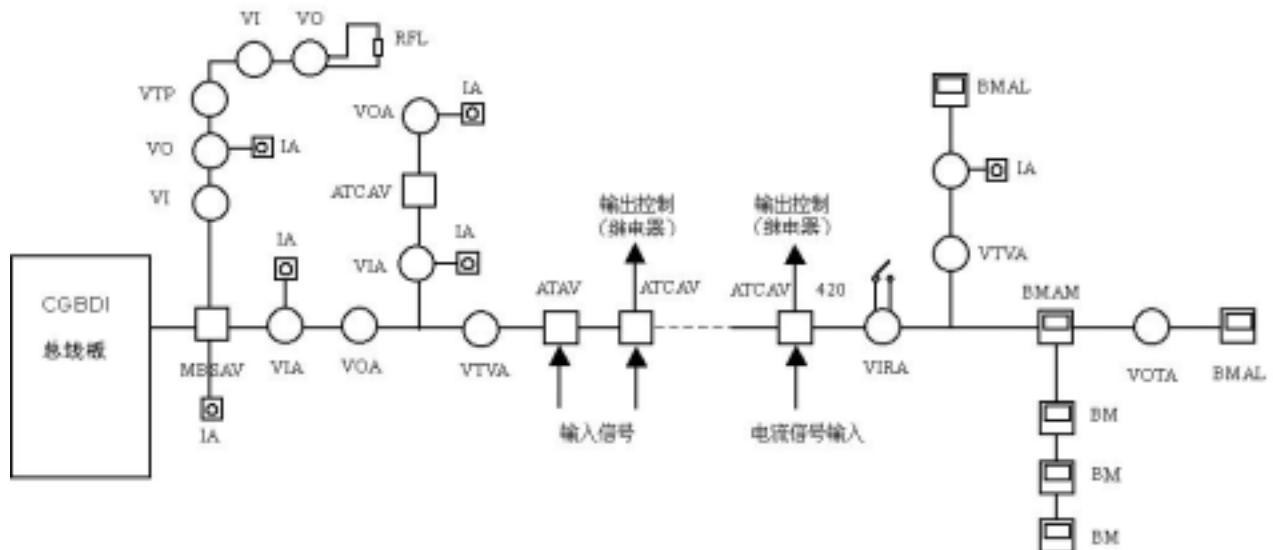 VI
VO
RFL
VTP
VO
IA
VI
VOA
IA
ATCAV
VIA
IA
IA
CGBDI
总线板
MBSAV
IA
VIA
VOA
VTVA
ATAV
输出控制
(继电器)
ATCAV
输入信号
输出控制
(继电器)
ATCAV
420
电流信号输入
VIRA
BMAL
IA
VTVA
BMAM
VOTA
BMAL
BM
BM
BM